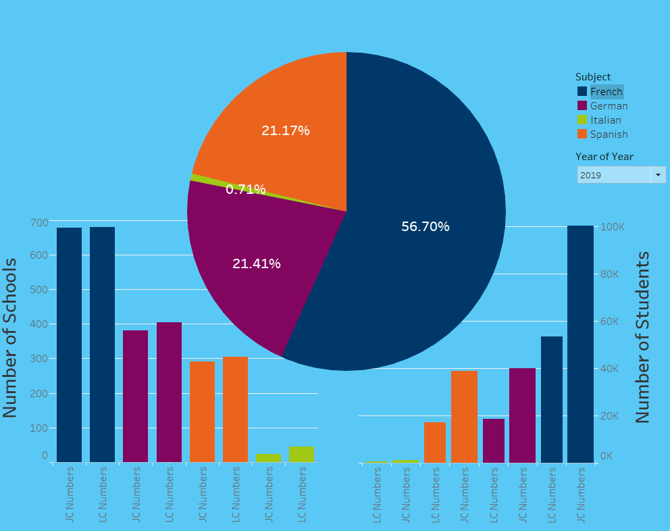 Subject
French
German
Italian
Spanish
Year of Year
2019
21.17%
0.71%
56.70%
21.41%
Number of Schools
700
600
500
400
300
200
100
0
JC Numbers
LC Numbers
JC Numbers
LC Numbers
JC Numbers
LC Numbers
JC Numbers
LC Numbers
LC Numbers
JC Numbers
LC Numbers
JC Numbers
LC Numbers
JC Numbers
LC Numbers
JC Numbers
100K
80K
60K
40K
20K
0K
Number of Students